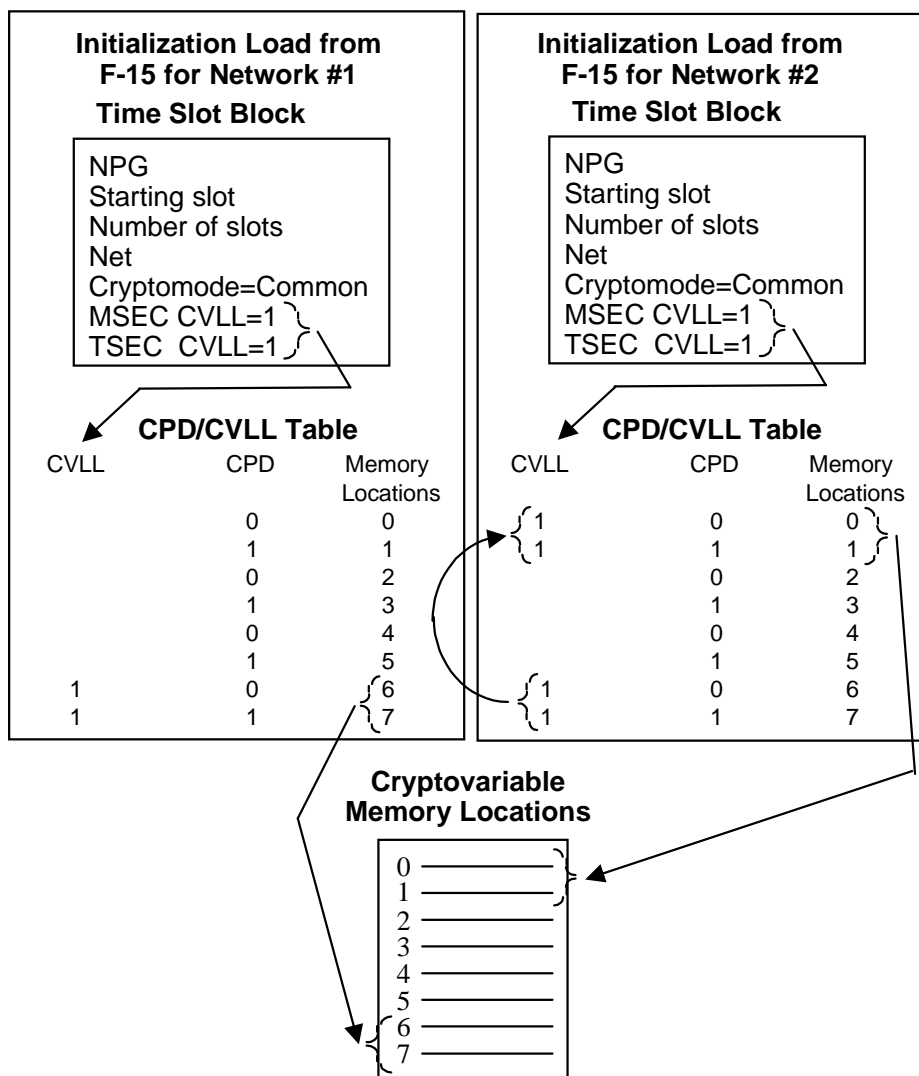 Initialization Load from
F-15 for Network #1
Time Slot Block
NPG
Starting slot
Number of slots
Net
Cryptomode=Common
MSEC CVLL=1
TSEC CVLL=1
CPD/CVLL Table
CVLL CPD Memory
Locations
0 0
1 1
0 2
1 3
0 4
1 5
1 0 6
1 1 7
Initialization Load from
F-15 for Network #2
Time Slot Block
NPG
Starting slot
Number of slots
Net
Cryptomode=Common
MSEC CVLL=1
TSEC CVLL=1
CPD/CVLL Table
CVLL CPD Memory
Locations
1 0 0
1 1 1
0 2
1 3
0 4
1 5
1 0 6
1 1 7
Cryptovariable
Memory Locations
0
1
2
3
4
5
6
7